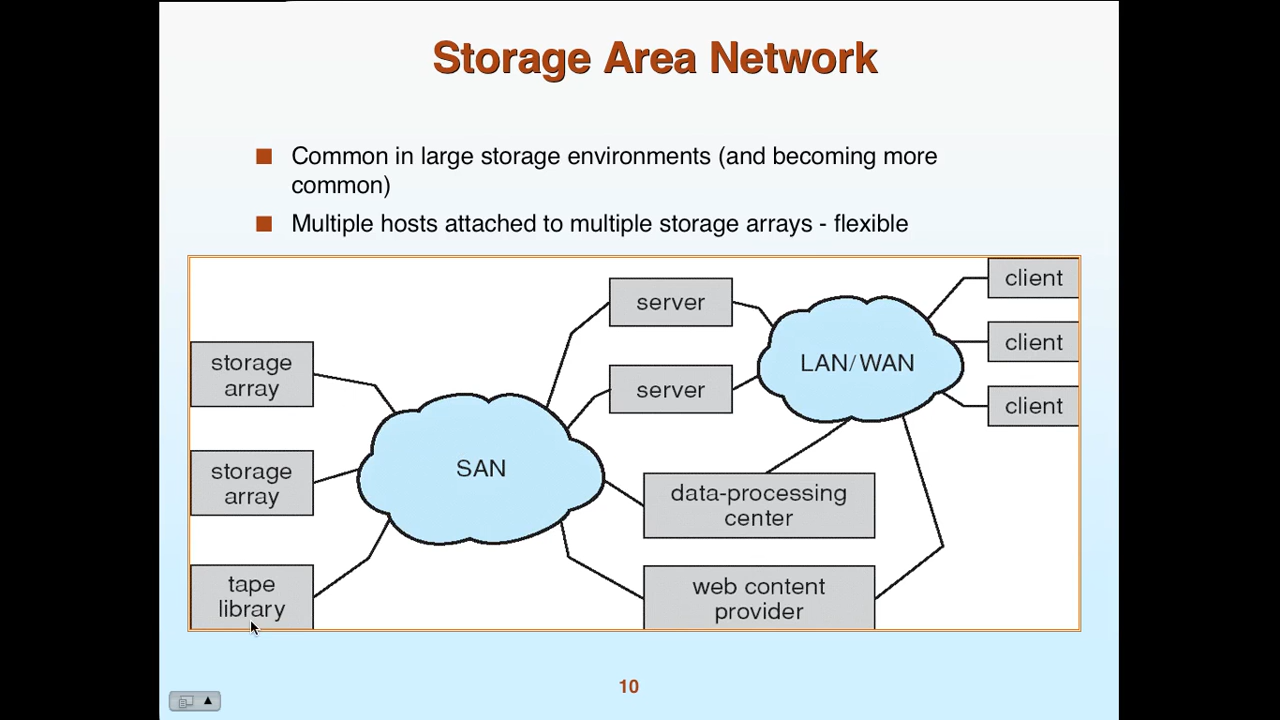 Storage Area Network
Common in large storage environments (and becoming more
common)
Multiple hosts attached to multiple storage arrays - flexible
client
server
client
LAN/WAN
storage
array
server
client
SAN
storage
array
data-processing
center
tape
library
web content
provider
10